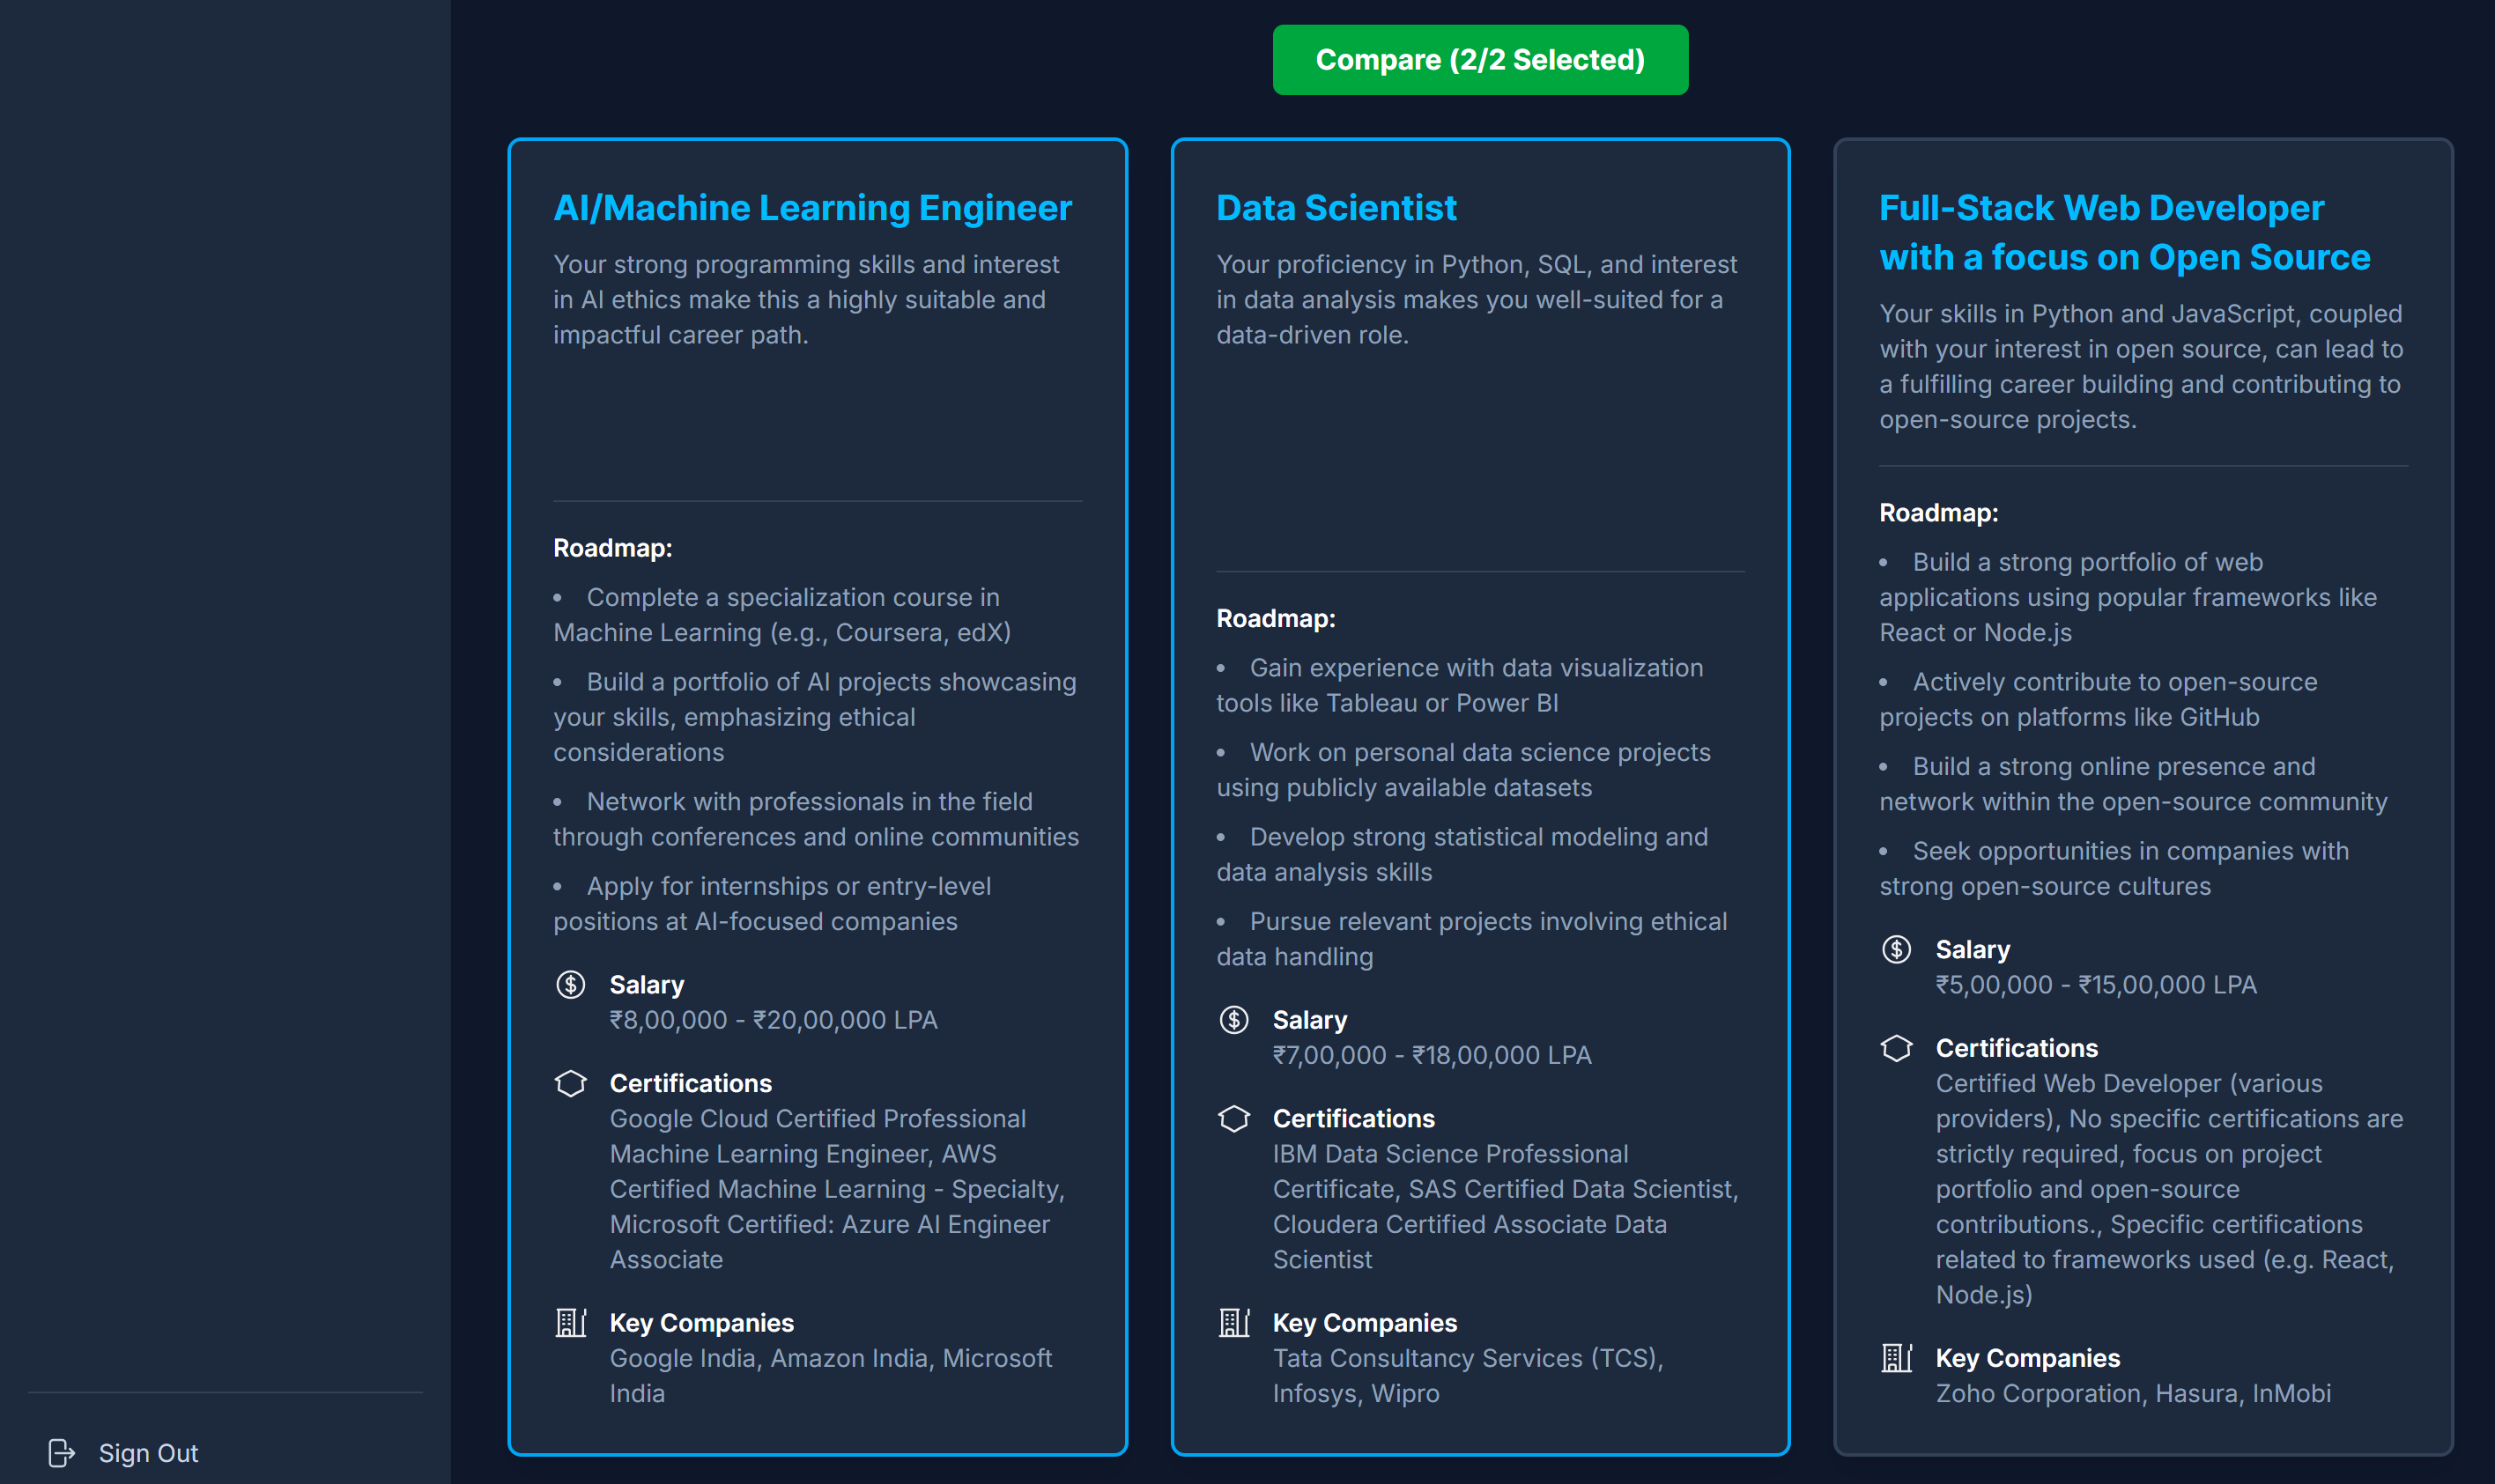 Compare (2/2 Selected)
AI/Machine Learning Engineer
Your strong programming skills and interest
in AI ethics make this a highly suitable and
impactful career path.
Roadmap:
• Complete a specialization course in
Machine Learning (e.g., Coursera, edX)
• Build a portfolio of AI projects showcasing
your skills, emphasizing ethical
considerations
• Network with professionals in the field
through conferences and online communities
• Apply for internships or entry-level
positions at AI-focused companies
Salary
₹8,00,000 - ₹20,00,000 LPA
Certifications
Google Cloud Certified Professional
Machine Learning Engineer, AWS
Certified Machine Learning - Specialty,
Microsoft Certified: Azure AI Engineer
Associate
Key Companies
Google India, Amazon India, Microsoft
India
Data Scientist
Your proficiency in Python, SQL, and interest
in data analysis makes you well-suited for a
data-driven role.
Roadmap:
• Gain experience with data visualization
tools like Tableau or Power BI
• Work on personal data science projects
using publicly available datasets
• Develop strong statistical modeling and
data analysis skills
• Pursue relevant projects involving ethical
data handling
Salary
₹7,00,000 - ₹18,00,000 LPA
Certifications
IBM Data Science Professional
Certificate, SAS Certified Data Scientist,
Cloudera Certified Associate Data
Scientist
Key Companies
Tata Consultancy Services (TCS),
Infosys, Wipro
Full-Stack Web Developer
with a focus on Open Source
Your skills in Python and JavaScript, coupled
with your interest in open source, can lead to
a fulfilling career building and contributing to
open-source projects.
Roadmap:
• Build a strong portfolio of web
applications using popular frameworks like
React or Node.js
• Actively contribute to open-source
projects on platforms like GitHub
• Build a strong online presence and
network within the open-source community
• Seek opportunities in companies with
strong open-source cultures
Salary
₹5,00,000 - ₹15,00,000 LPA
Certifications
Certified Web Developer (various
providers), No specific certifications are
strictly required, focus on project
portfolio and open-source
contributions., Specific certifications
related to frameworks used (e.g. React,
Node.js)
Key Companies
Zoho Corporation, Hasura, InMobi
Sign Out